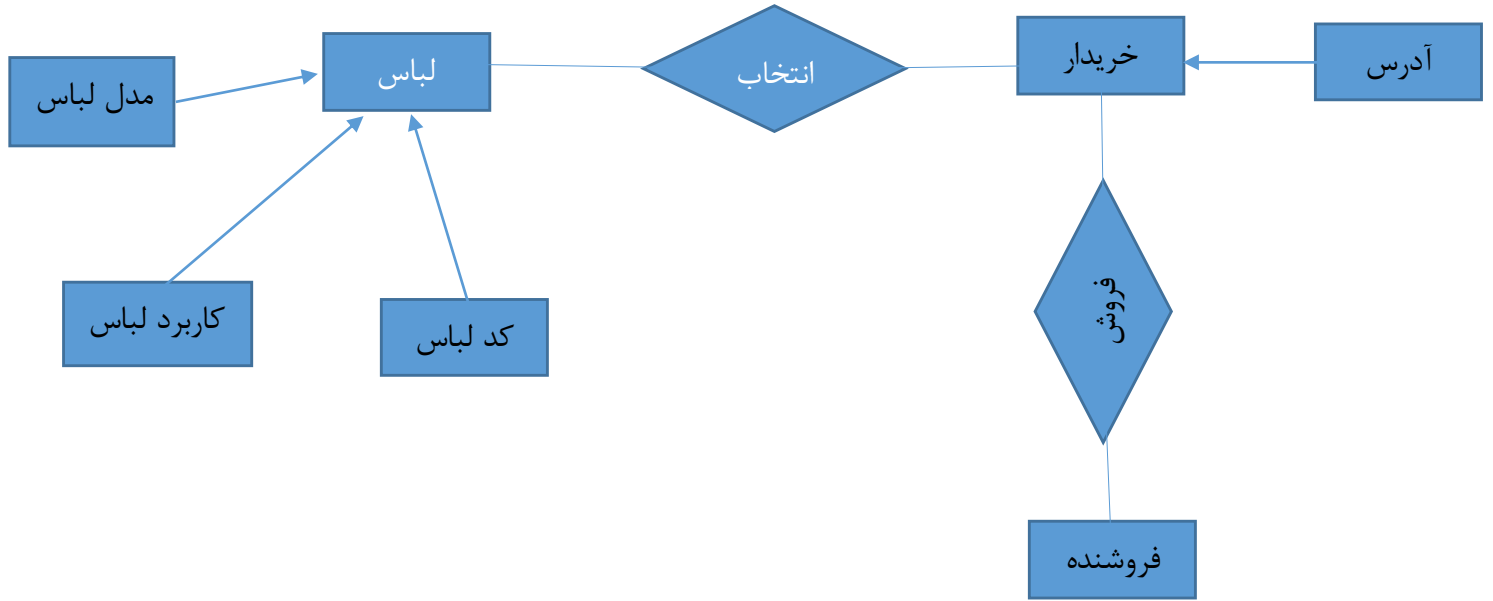 آدرس
خریدار
انتخاب
لباس
مدل لباس
کاربرد لباس
کد لباس
فروش
فروشنده